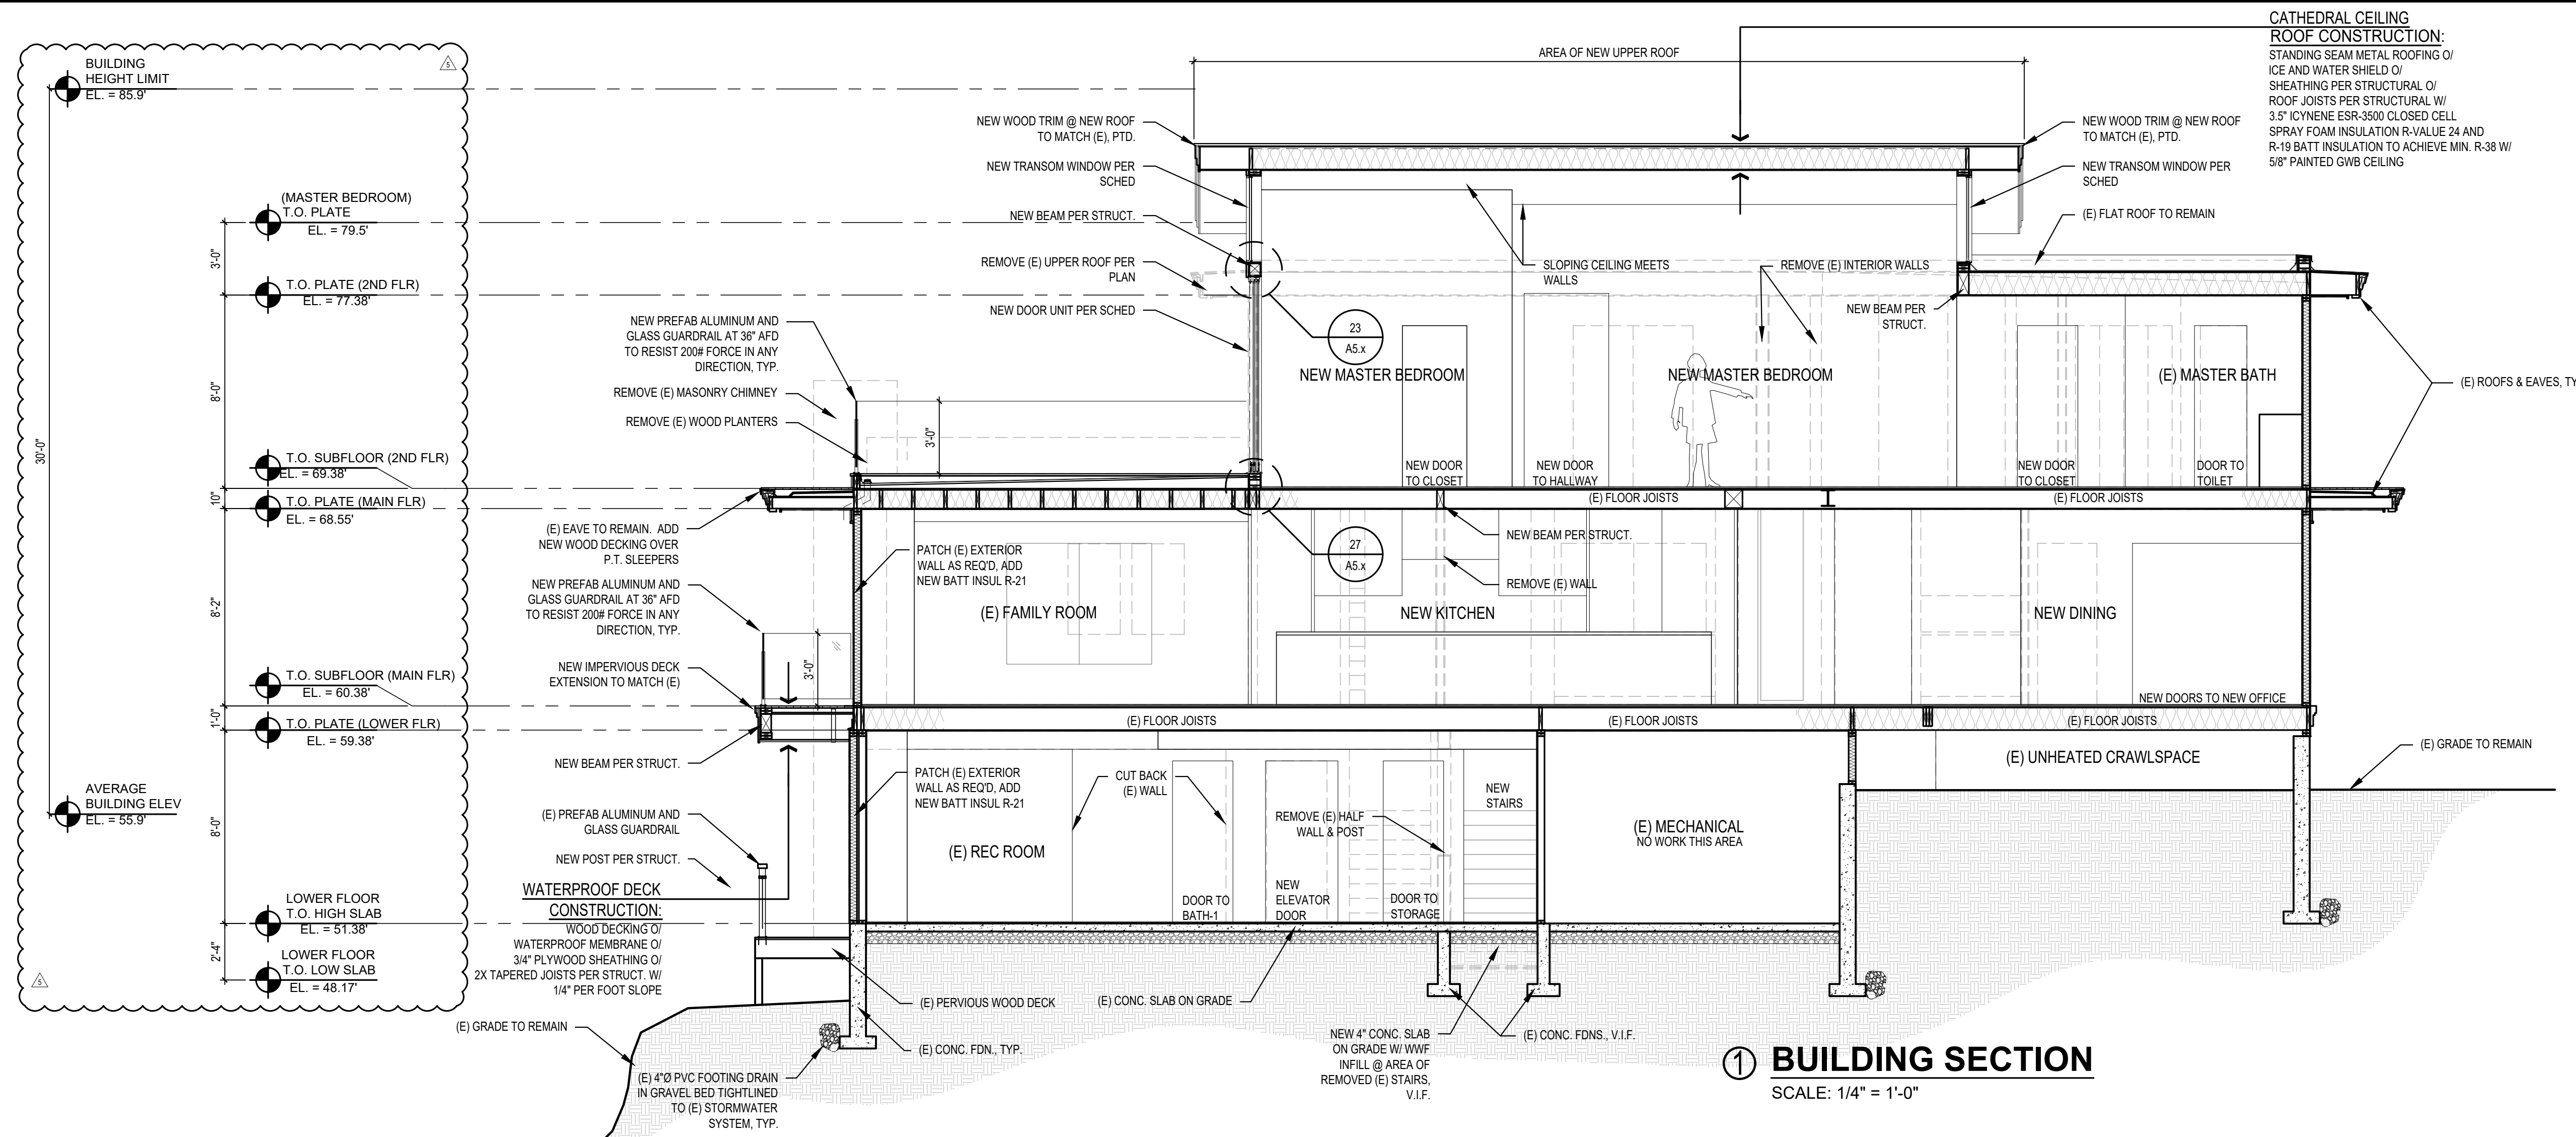 BUILDING
HEIGHT LIMIT
EL. = 85.9'
5
(MASTER BEDROOM)
T.O. PLATE
EL. = 79.5'
3'-0"
T.O. PLATE (2ND FLR)
EL. = 77.38'
8'-0"
30'-0"
T.O. SUBFLOOR (2ND FLR)
EL. = 69.38'
10"
T.O. PLATE (MAIN FLR)
EL. = 68.55'
8'-2"
T.O. SUBFLOOR (MAIN FLR)
EL. = 60.38'
1'-0"
T.O. PLATE (LOWER FLR)
EL. = 59.38'
AVERAGE
BUILDING ELEV
EL. = 55.9'
8'-0"
LOWER FLOOR
T.O. HIGH SLAB
EL. = 51.38'
2'-4"
LOWER FLOOR
T.O. LOW SLAB
EL. = 48.17'
5
AREA OF NEW UPPER ROOF
CATHEDRAL CEILING
ROOF CONSTRUCTION:
STANDING SEAM METAL ROOFING O/
ICE AND WATER SHIELD O/
SHEATHING PER STRUCTURAL O/
ROOF JOISTS PER STRUCTURAL W/
3.5" ICYNENE ESR-3500 CLOSED CELL
SPRAY FOAM INSULATION R-VALUE 24 AND
R-19 BATT INSULATION TO ACHIEVE MIN. R-38 W/
5/8" PAINTED GWB CEILING
NEW WOOD TRIM @ NEW ROOF
TO MATCH (E), PTD.
NEW TRANSOM WINDOW PER
SCHED
NEW BEAM PER STRUCT.
REMOVE (E) UPPER ROOF PER
PLAN
NEW DOOR UNIT PER SCHED
NEW PREFAB ALUMINUM AND
GLASS GUARDRAIL AT 36" AFD
TO RESIST 200# FORCE IN ANY
DIRECTION, TYP.
REMOVE (E) MASONRY CHIMNEY
REMOVE (E) WOOD PLANTERS
3'-0"
NEW WOOD TRIM @ NEW ROOF
TO MATCH (E), PTD.
NEW TRANSOM WINDOW PER
SCHED
(E) FLAT ROOF TO REMAIN
SLOPING CEILING MEETS
WALLS
REMOVE (E) INTERIOR WALLS
NEW BEAM PER
STRUCT.
23
A5.x
NEW MASTER BEDROOM
NEW MASTER BEDROOM
(E) MASTER BATH
(E) ROOFS & EAVES, TY
NEW DOOR
TO CLOSET
NEW DOOR
TO HALLWAY
NEW DOOR
TO CLOSET
DOOR TO
TOILET
(E) FLOOR JOISTS
(E) FLOOR JOISTS
(E) EAVE TO REMAIN. ADD
NEW WOOD DECKING OVER
P.T. SLEEPERS
NEW PREFAB ALUMINUM AND
GLASS GUARDRAIL AT 36" AFD
TO RESIST 200# FORCE IN ANY
DIRECTION, TYP.
NEW IMPERVIOUS DECK
EXTENSION TO MATCH (E)
3'-0"
PATCH (E) EXTERIOR
WALL AS REQ'D, ADD
NEW BATT INSUL R-21
27
A5.x
NEW BEAM PER STRUCT.
REMOVE (E) WALL
(E) FAMILY ROOM
NEW KITCHEN
NEW DINING
NEW DOORS TO NEW OFFICE
(E) FLOOR JOISTS
(E) FLOOR JOISTS
(E) FLOOR JOISTS
NEW BEAM PER STRUCT.
(E) PREFAB ALUMINUM AND
GLASS GUARDRAIL
NEW POST PER STRUCT.
WATERPROOF DECK
CONSTRUCTION:
WOOD DECKING O/
WATERPROOF MEMBRANE O/
3/4" PLYWOOD SHEATHING O/
2X TAPERED JOISTS PER STRUCT. W/
1/4" PER FOOT SLOPE
PATCH (E) EXTERIOR
WALL AS REQ'D, ADD
NEW BATT INSUL R-21
CUT BACK
(E) WALL
REMOVE (E) HALF
WALL & POST
NEW
STAIRS
(E) MECHANICAL
NO WORK THIS AREA
(E) UNHEATED CRAWLSPACE
(E) GRADE TO REMAIN
(E) REC ROOM
DOOR TO
BATH-1
NEW
ELEVATOR
DOOR
DOOR TO
STORAGE
(E) GRADE TO REMAIN
(E) PERVIOUS WOOD DECK
(E) CONC. SLAB ON GRADE
(E) CONC. FDN., TYP.
(E) 4"Ø PVC FOOTING DRAIN
IN GRAVEL BED TIGHTLINED
TO (E) STORMWATER
SYSTEM, TYP.
NEW 4" CONC. SLAB
ON GRADE W/ WWF
INFILL @ AREA OF
REMOVED (E) STAIRS,
V.I.F.
(E) CONC. FDNS., V.I.F.
1 BUILDING SECTION
SCALE: 1/4" = 1'-0"